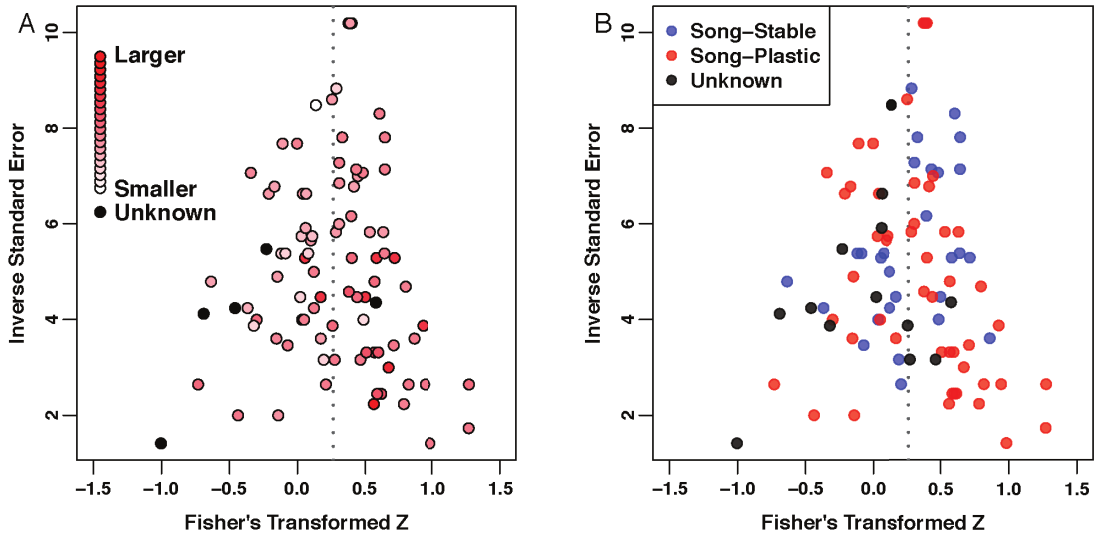 A
Larger
Smaller
Unknown
Inverse Standard Error
10
8
6
4
2
−1.5
−1.0
−0.5
0.0
0.5
1.0
1.5
Fisher's Transformed Z
B
Song−Stable
Song−Plastic
Unknown
Inverse Standard Error
10
8
6
4
2
−1.5
−1.0
−0.5
0.0
0.5
1.0
1.5
Fisher's Transformed Z